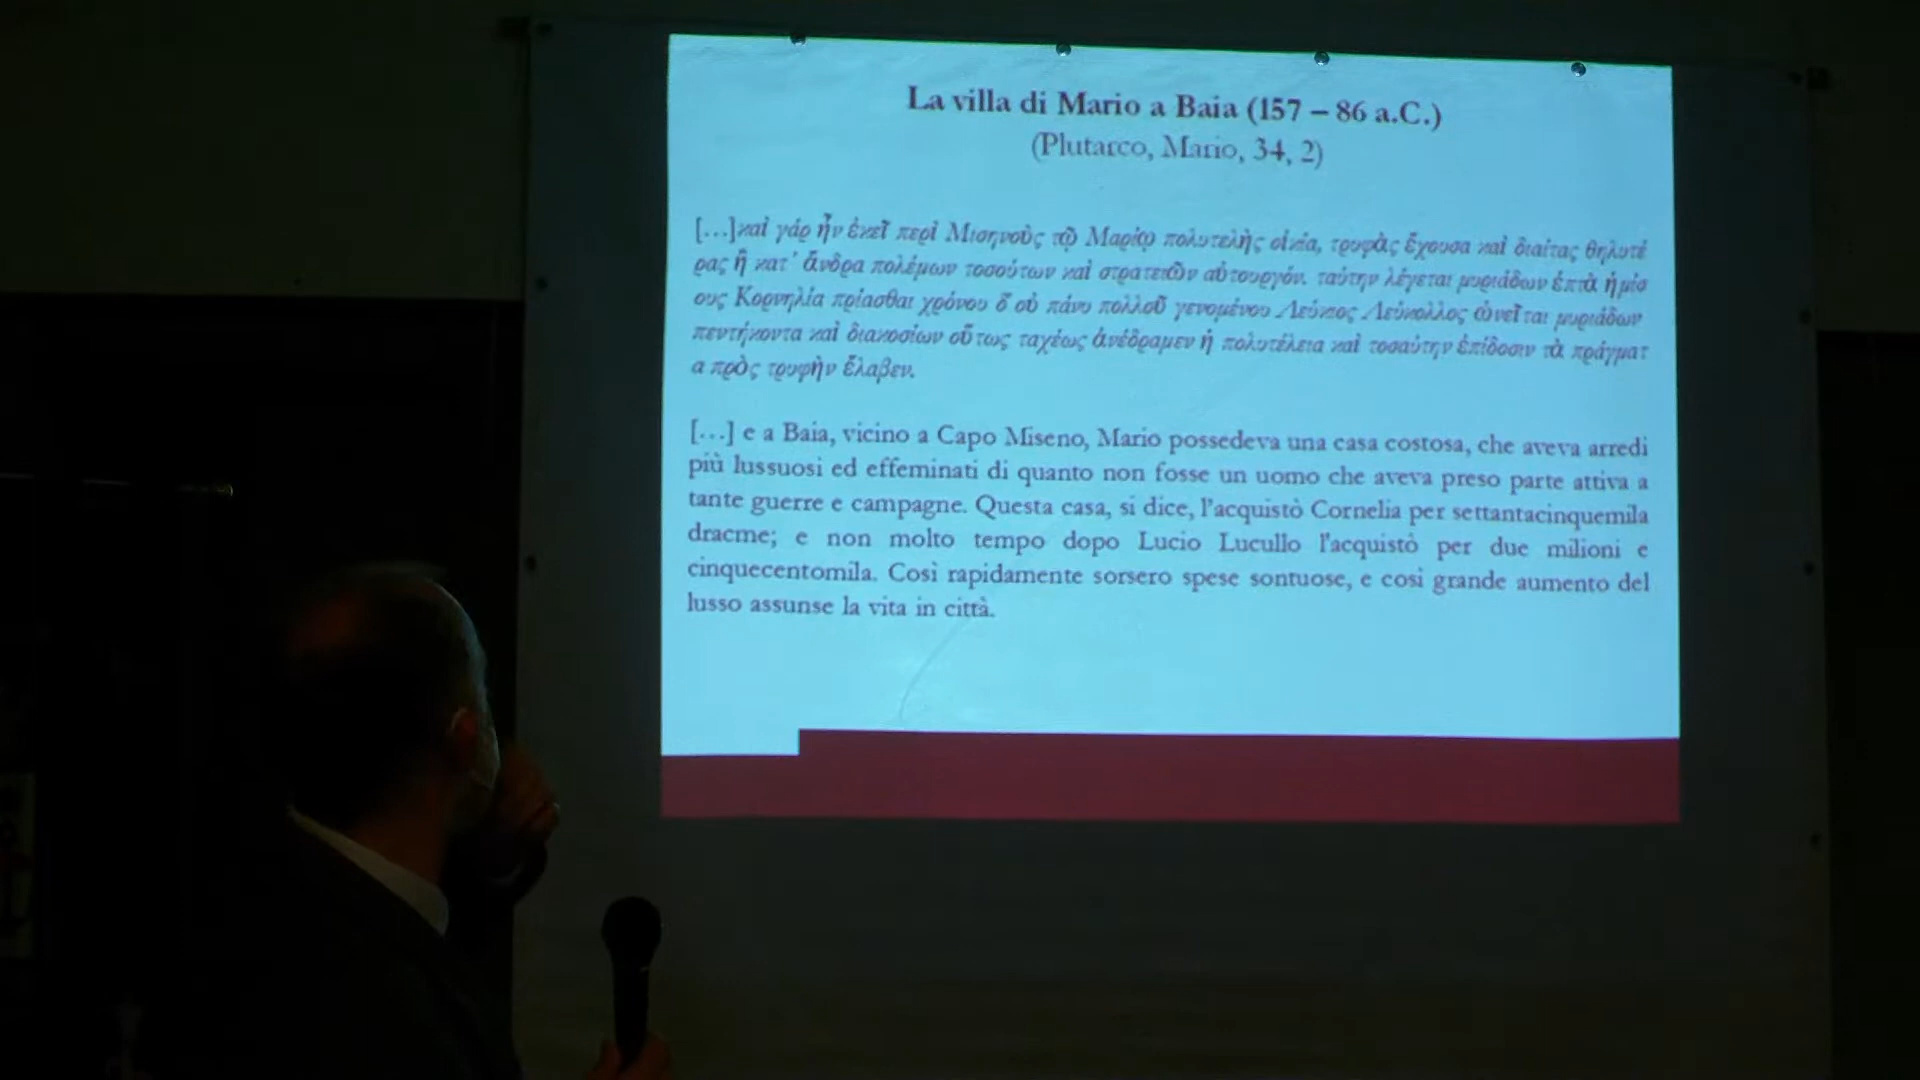 La villa di Mario a Baia (157 – 86 a.C.)
(Plutarco, Mario, 34, 2)
[…]καὶ γάρ ἦν ἐκεῖ περὶ Μισηνοὺς τῷ Μαρίῳ πολυτελὴς οἰκία, τρυφὰς ἔχουσα καὶ διαίτας θηλυτέ
ρας ἢ κατ᾽ ἄνδρα πολέμων τοσούτων καὶ στρατειῶν αὐτουργόν. ταύτην λέγεται μυριάδων ἑπτὰ ἡμίσ
ους Κορνηλία πρίασθαι χρόνου δ οὐ πάνυ πολλοῦ γενομένου Λεύκιος Λεύκολλος ὠνεῖται μυριάδων
πεντήκοντα καὶ διακοσίων οὕτως ταχέως ἀνέδραμεν ἡ πολυτέλεια καὶ τοσαύτην ἐπίδοσιν τὰ πράγματ
α πρὸς τρυφὴν ἔλαβεν.
[…] e a Baia, vicino a Capo Miseno, Mario possedeva una casa costosa, che aveva arredi
più lussuosi ed effeminati di quanto non fosse un uomo che aveva preso parte attiva a
tante guerre e campagne. Questa casa, si dice, l'acquistò Cornelia per settantacinquemila
dracme; e non molto tempo dopo Lucio Lucullo l'acquistò per due milioni e
cinquecentomila. Così rapidamente sorsero spese sontuose, e così grande aumento del
lusso assunse la vita in città.